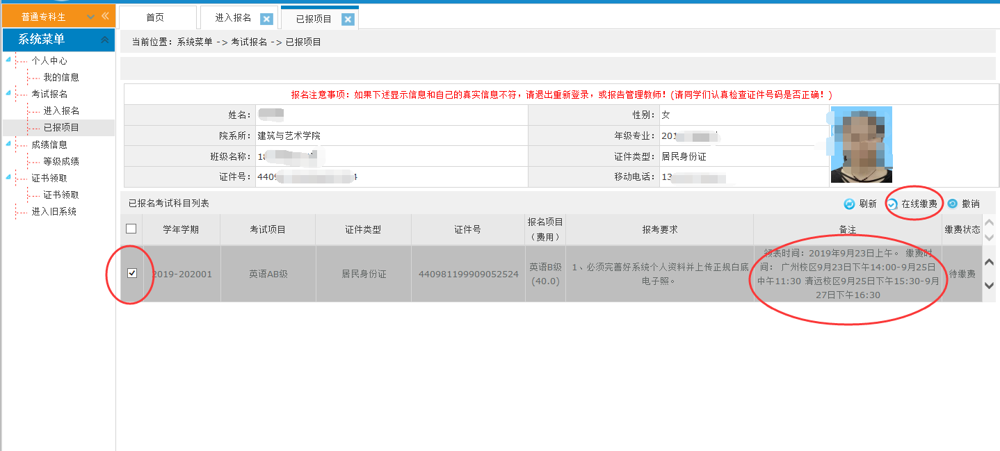 普通专科生
首页
进入报名
已报项目
系统菜单
当前位置：系统菜单 -> 考试报名 -> 已报项目
个人中心
我的信息
考试报名
进入报名
已报项目
成绩信息
等级成绩
证书领取
证书领取
进入旧系统
报名注意事项：如果下述显示信息和自己的真实信息不符，请退出重新登录，或报告管理教师！(请同学们认真检查证件号码是否正确！)
姓名：
性别： 女
院系所： 建筑与艺术学院
年级专业： 201
班级名称： 18
证件类型： 居民身份证
证件号： 4409 4
移动电话： 13
已报名考试科目列表
刷新 在线缴费 撤销
学年学期 考试项目 证件类型 证件号 报名项目（费用） 报考要求 备注 缴费状态
2019-202001
英语AB级
居民身份证
440981199909052524
英语B级
(40.0)
1、必须完善好系统个人资料并上传正规白底
电子照。
领表时间：2019年9月23日上午。 缴费时
间： 广州校区9月23日下午14:00-9月25日
中午11:30 清远校区9月25日下午15:30-9月
27日下午16:30
待缴费